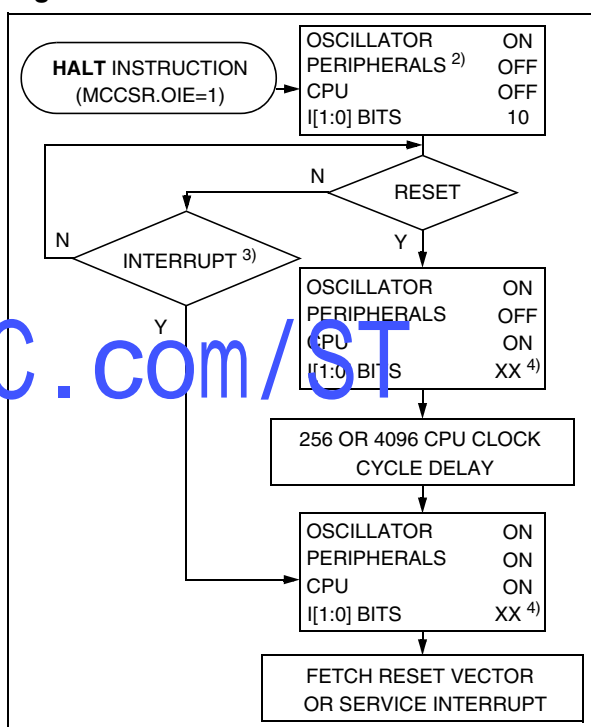 HALT INSTRUCTION
(MCCSR.OIE=1)
OSCILLATOR ON
PERIPHERALS 2) OFF
CPU OFF
I[1:0] BITS 10
N
RESET
N
INTERRUPT 3)
Y
Y
OSCILLATOR ON
PERIPHERALS OFF
CPU ON
I[1:0] BITS XX 4)
C.com/ST
256 OR 4096 CPU CLOCK
CYCLE DELAY
OSCILLATOR ON
PERIPHERALS ON
CPU ON
I[1:0] BITS XX 4)
FETCH RESET VECTOR
OR SERVICE INTERRUPT